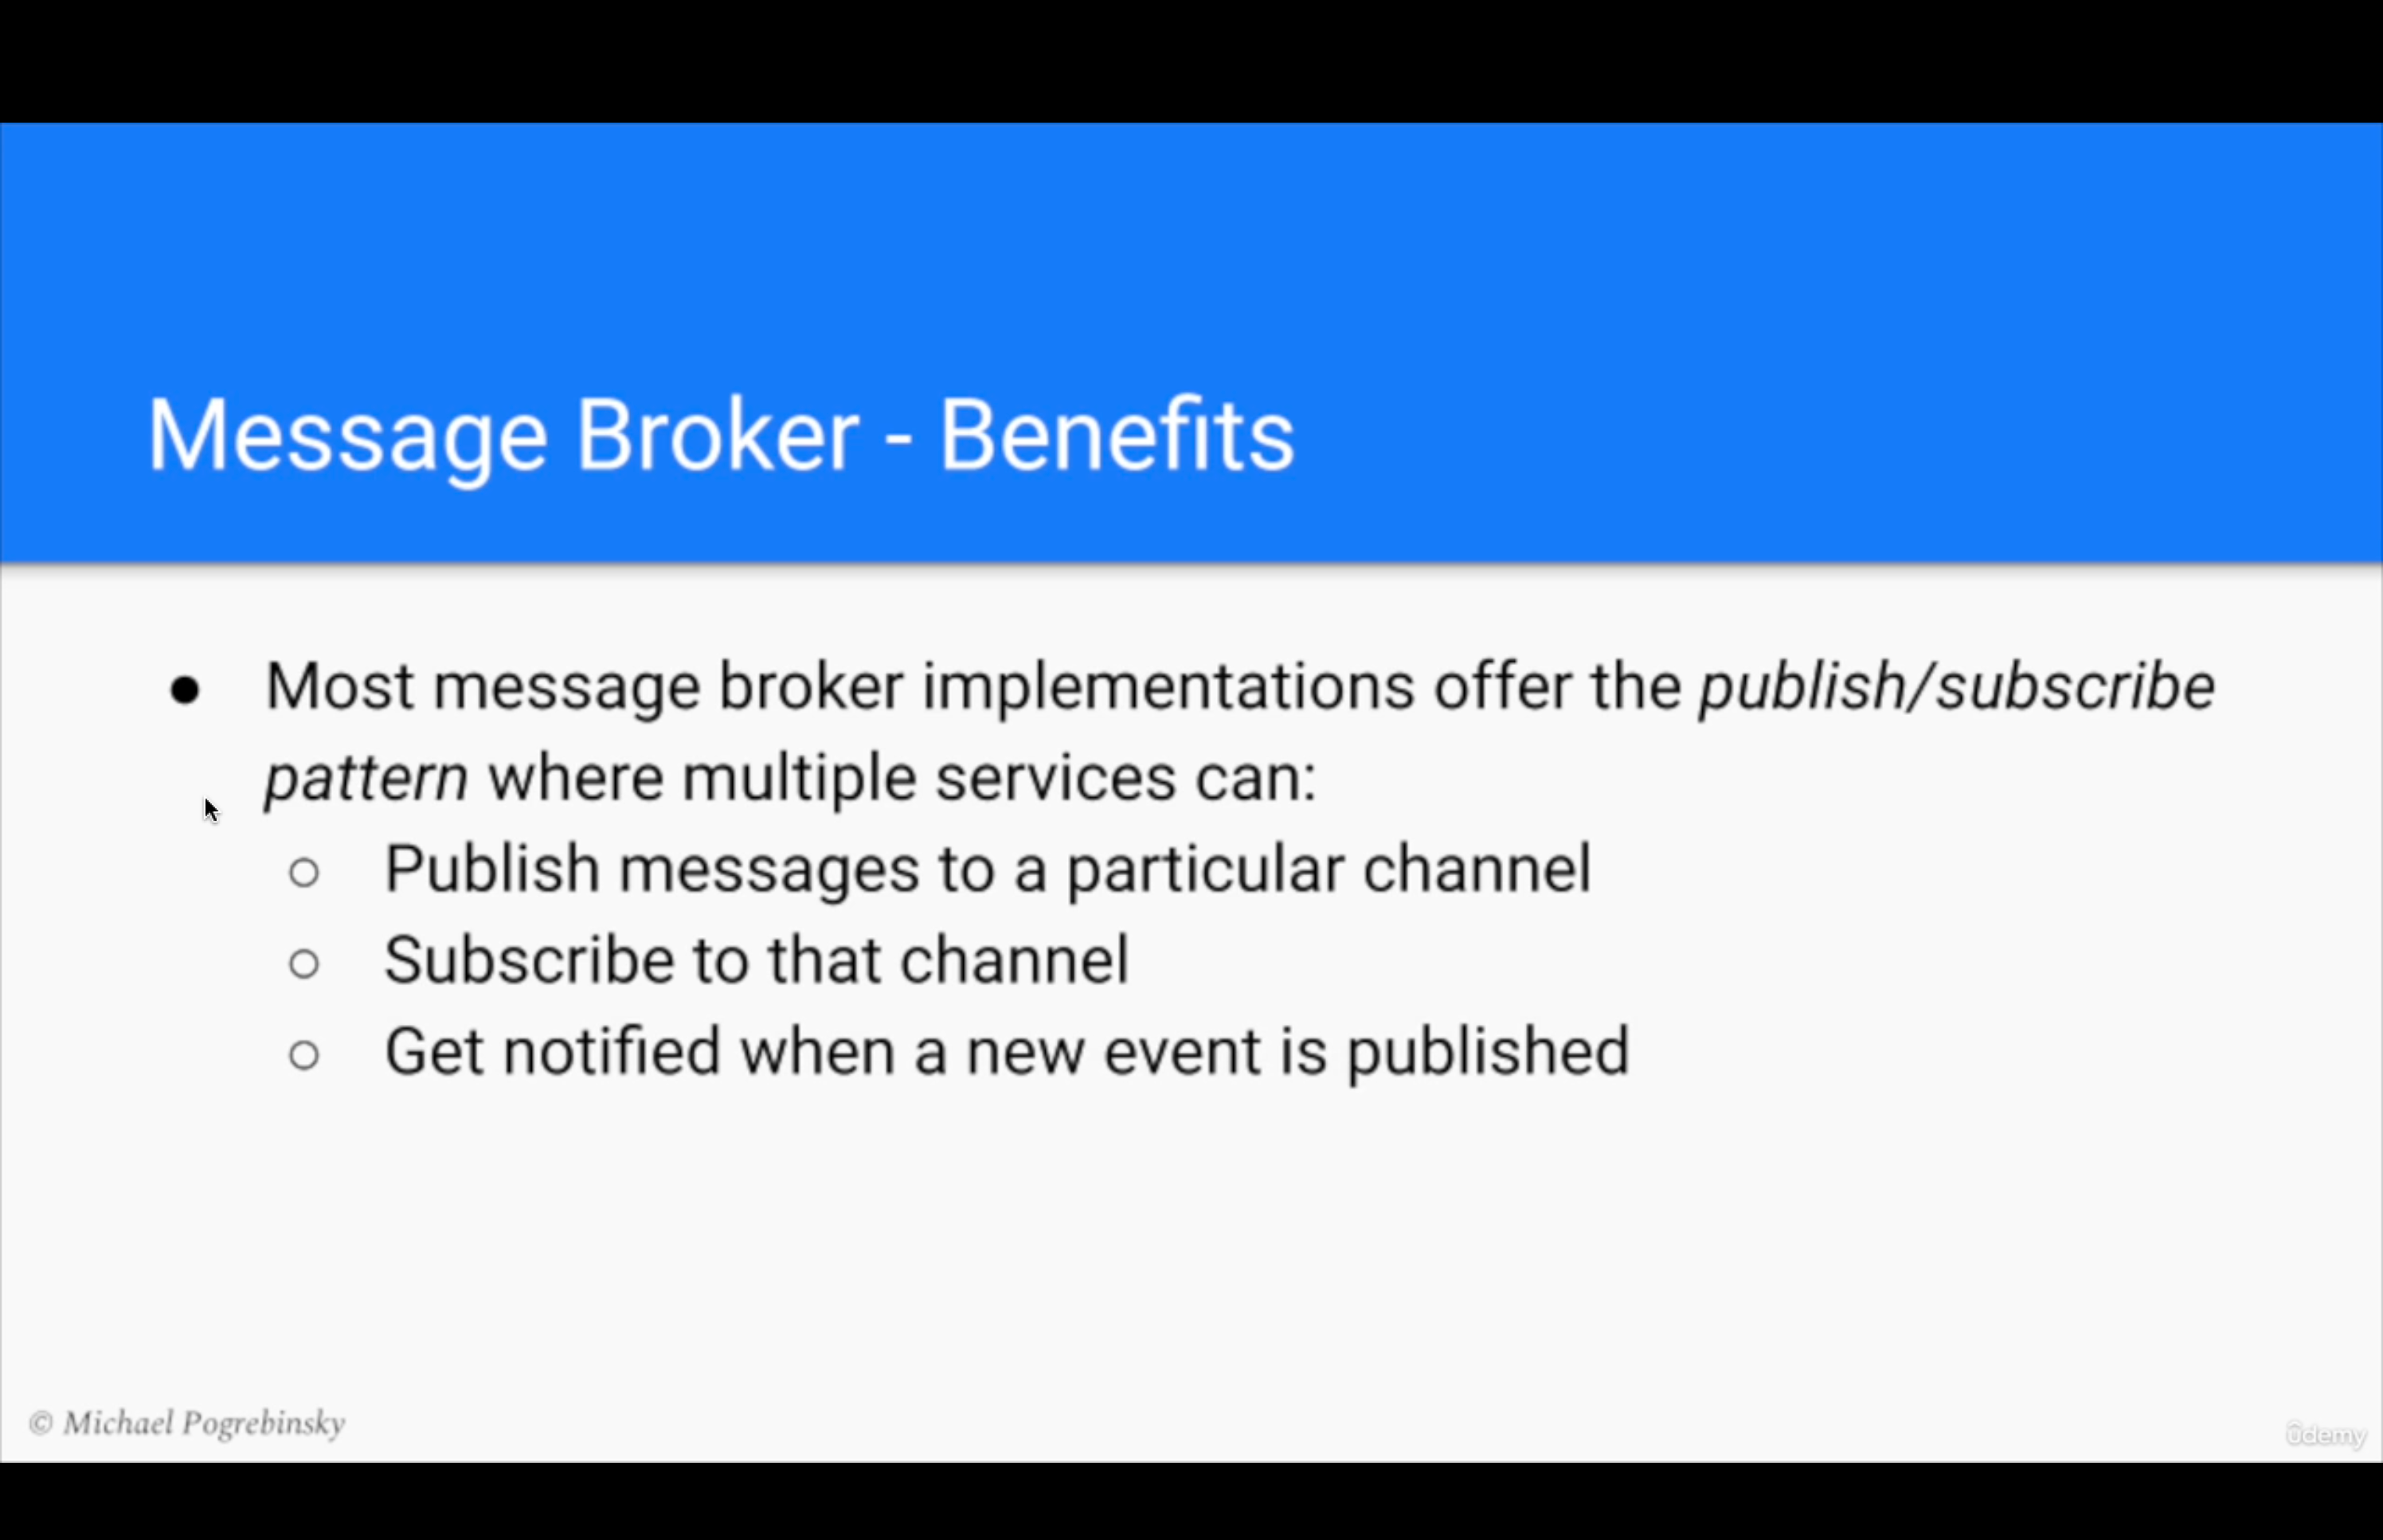 Message Broker - Benefits
● Most message broker implementations offer the publish/subscribe
pattern where multiple services can:
○ Publish messages to a particular channel
○ Subscribe to that channel
○ Get notified when a new event is published
© Michael Pogrebinsky
ûdemy